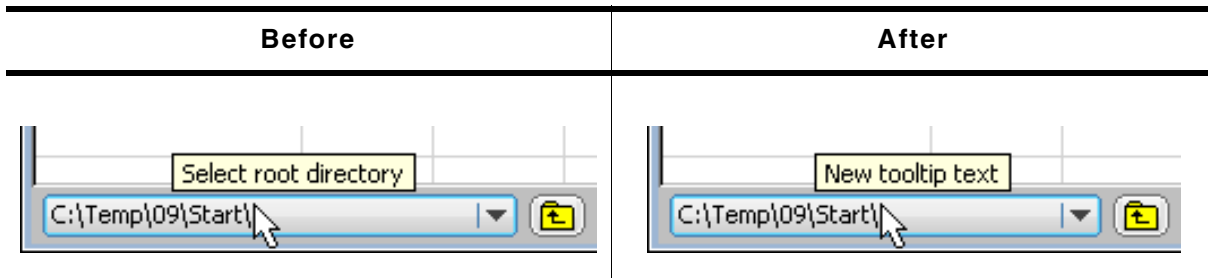 Before After
Select root directory New tooltip text
C:\Temp\09\Start\ C:\Temp\09\Start\